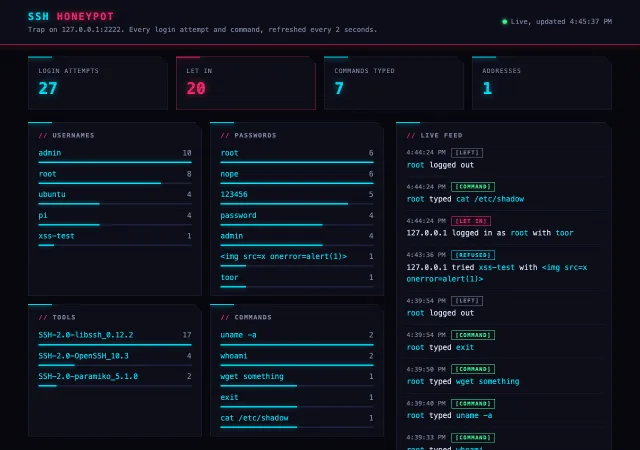 SSH HONEYPOT
Trap on 127.0.0.1:2222. Every login attempt and command, refreshed every 2 seconds.
Live, updated 4:45:37 PM
LOGIN ATTEMPTS
27
LET IN
20
COMMANDS TYPED
7
ADDRESSES
1
// USERNAMES
admin 10
root 8
ubuntu 4
pi 4
xss-test 1
// PASSWORDS
root 6
nope 6
123456 5
password 4
admin 4
<img src=x onerror=alert(1)> 1
toor 1
// TOOLS
SSH-2.0-libssh_0.12.2 17
SSH-2.0-OpenSSH_10.3 4
SSH-2.0-paramiko_5.1.0 2
// COMMANDS
uname -a 2
whoami 2
wget something 1
exit 1
cat /etc/shadow 1
// LIVE FEED
4:44:24 PM [LEFT]
root logged out
4:44:24 PM [COMMAND]
root typed cat /etc/shadow
4:44:24 PM [LET IN]
127.0.0.1 logged in as root with toor
4:43:36 PM [REFUSED]
127.0.0.1 tried xss-test with <img src=x
onerror=alert(1)>
4:39:54 PM [LEFT]
root logged out
4:39:54 PM [COMMAND]
root typed exit
4:39:50 PM [COMMAND]
root typed wget something
4:39:40 PM [COMMAND]
root typed uname -a
4:39:33 PM [COMMAND]
root typed whoami